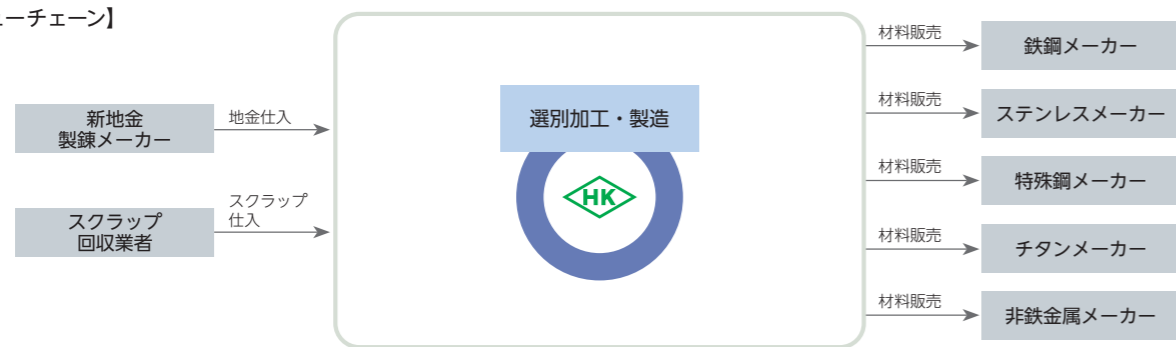 ューチェーン】
新地金
製錬メーカー
地金仕入
スクラップ
回収業者
スクラップ
仕入
選別加工・製造
HK
材料販売
鉄鋼メーカー
材料販売
ステンレスメーカー
材料販売
特殊鋼メーカー
材料販売
チタンメーカー
材料販売
非鉄金属メーカー